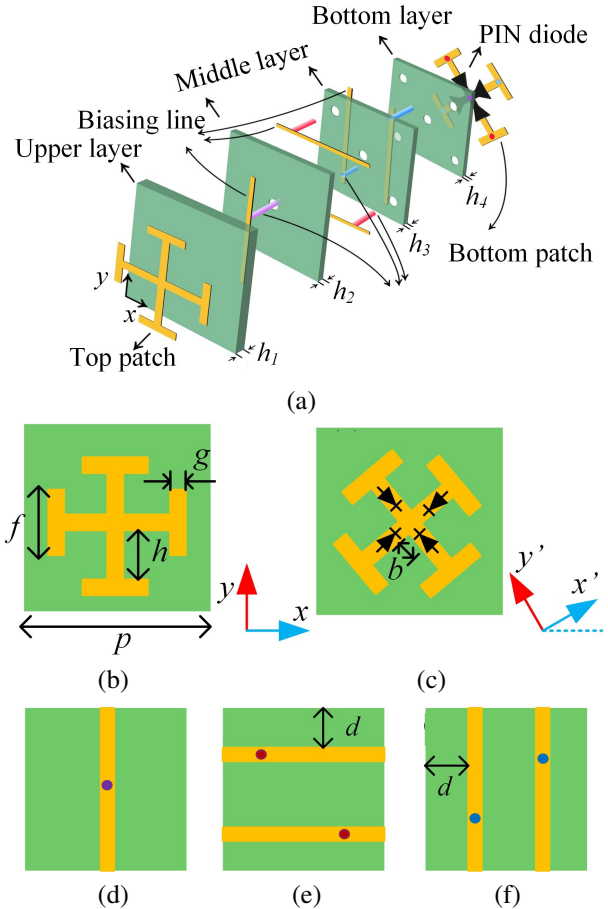 Bottom layer
PIN diode
Middle layer
Biasing line
Upper layer
h4
h3
Bottom patch
h2
y
x
h1
Top patch
(a)
g
f
h
b
y
x
y'
x'
p
(b)
(c)
d
d
(d)
(e)
(f)